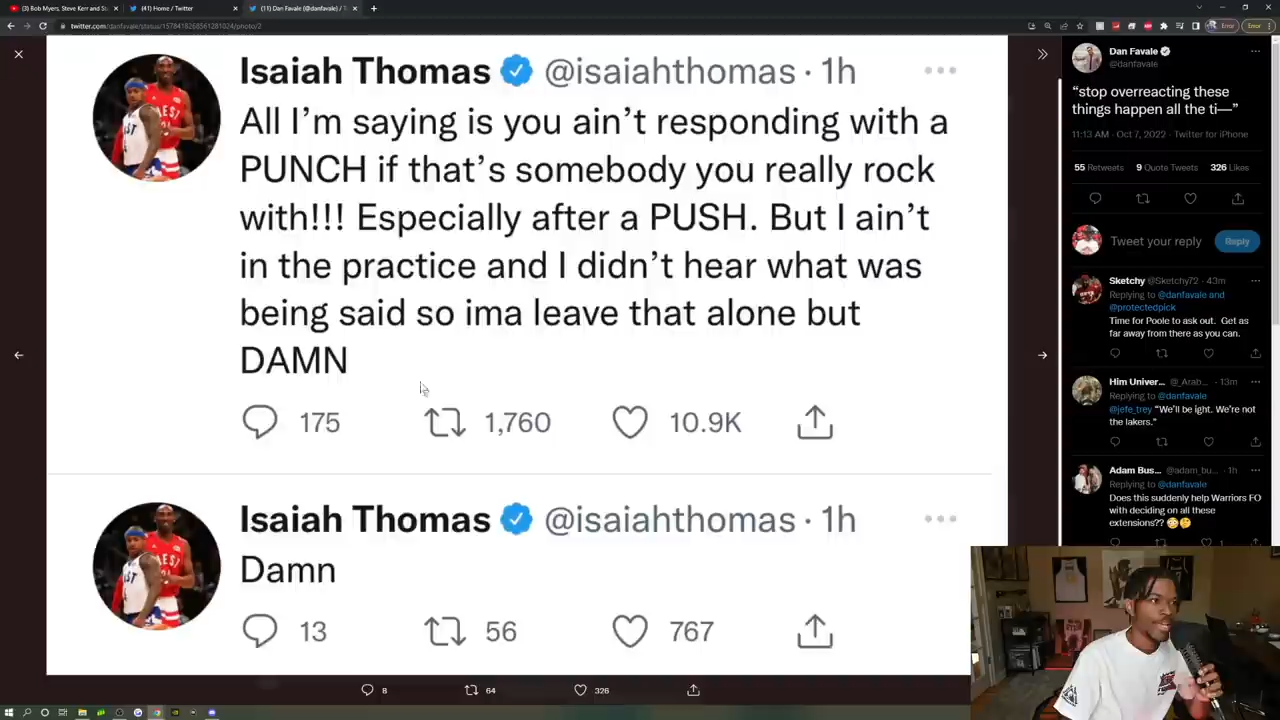 (3) Bob Myers, Steve Kerr and St
(41) Home / Twitter
(11) Dan Favale (@danfavale) / T
twitter.com/danfavale/status/1578418268561281024/photo/2
Error
Error
Isaiah Thomas @isaiahthomas · 1h
All I'm saying is you ain't responding with a
PUNCH if that's somebody you really rock
with!!! Especially after a PUSH. But I ain't
in the practice and I didn't hear what was
being said so ima leave that alone but
DAMN
175 1,760 10.9K
Isaiah Thomas @isaiahthomas · 1h
Damn
13 56 767
8 64 326
Dan Favale
@danfavale
“stop overreacting these
things happen all the ti—”
11:13 AM · Oct 7, 2022 · Twitter for iPhone
55 Retweets 9 Quote Tweets 326 Likes
Tweet your reply
Reply
Sketchy @Sketchy72 · 43m
Replying to @danfavale and
@protectedpick
Time for Poole to ask out. Get as
far away from there as you can.
Him Univer... @_Arab... · 13m
Replying to @danfavale
@jefe_trey “We'll be ight. We're not
the lakers.”
Adam Bus... @adam_bu... · 1h
Replying to @danfavale
Does this suddenly help Warriors FO
with deciding on all these
extensions?? 😳🤔
1